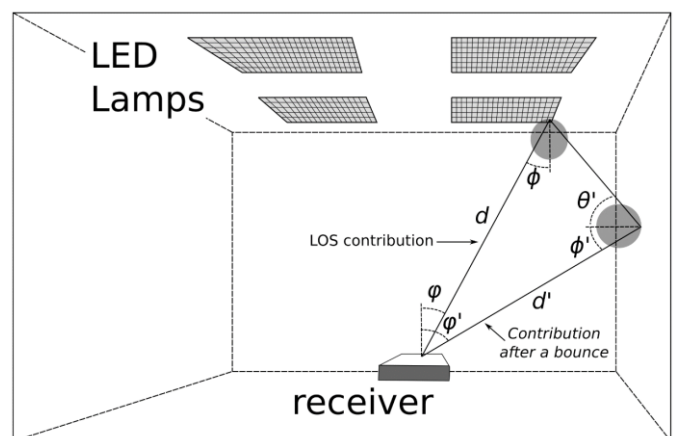 LED
Lamps
ϕ
θ'
d
LOS contribution
ϕ'
φ
φ'
d'
Contribution
after a bounce
receiver